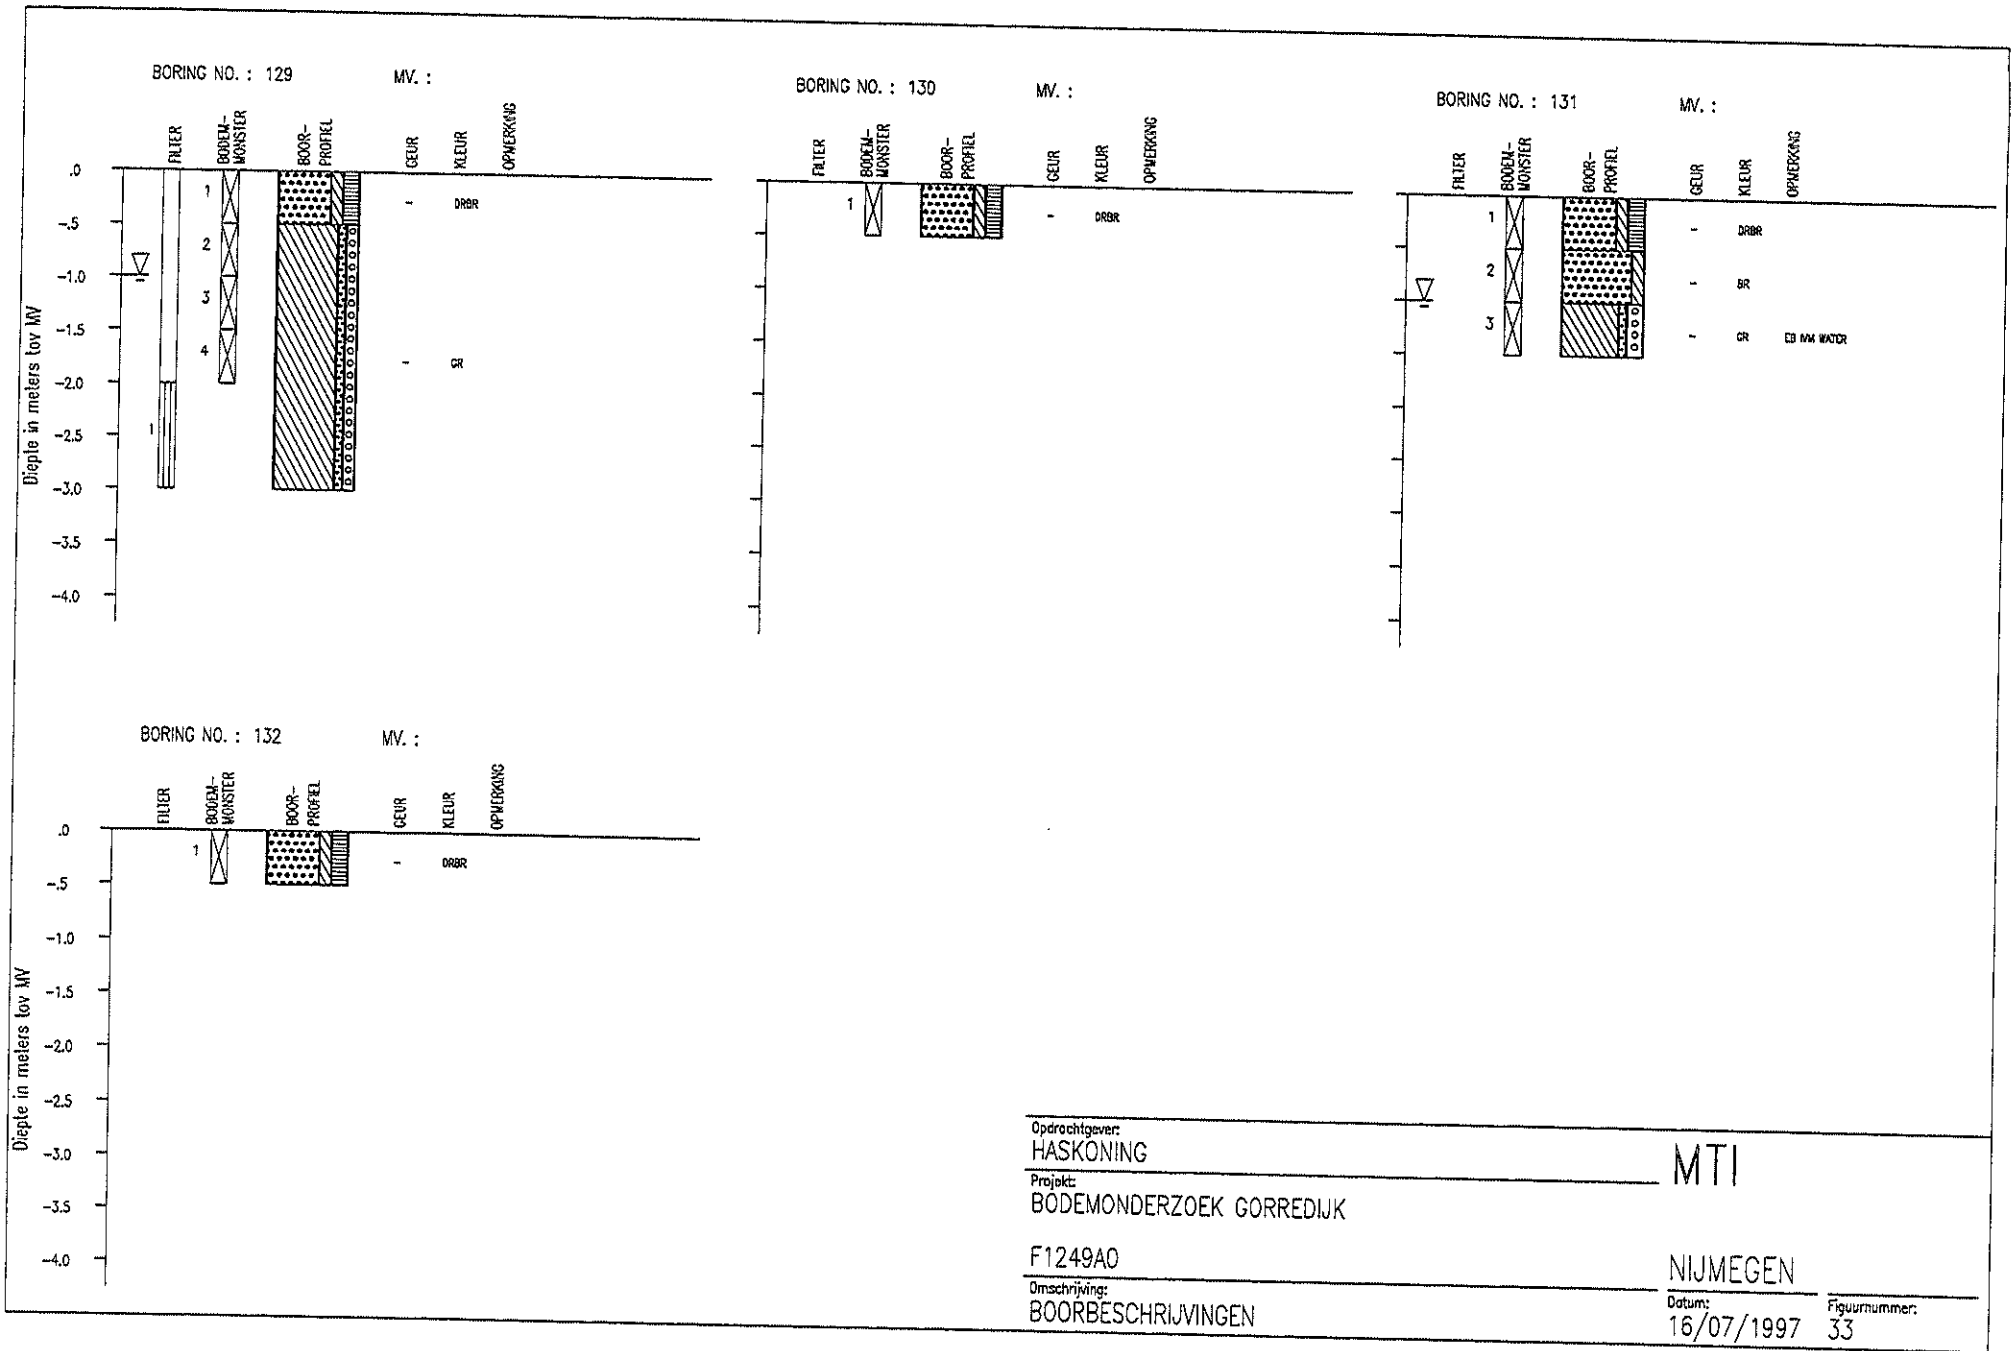 BORING NO. : 129 MV. :
FILTER
BODEM-
MONSTER
BOOR-
PROFIEL
GEUR
KLEUR
OPMERKING
.0
-.5
-1.0
-1.5
-2.0
-2.5
-3.0
-3.5
-4.0
Diepte in meters tov MV
1
2
3
4
1
- DRBR
- GR
BORING NO. : 130 MV. :
FILTER
BODEM-
MONSTER
BOOR-
PROFIEL
GEUR
KLEUR
OPMERKING
1
- DRBR
BORING NO. : 131 MV. :
FILTER
BODEM-
MONSTER
BOOR-
PROFIEL
GEUR
KLEUR
OPMERKING
1
2
3
- DRBR
- BR
- GR EB IVM WATER
BORING NO. : 132 MV. :
FILTER
BODEM-
MONSTER
BOOR-
PROFIEL
GEUR
KLEUR
OPMERKING
.0
-.5
-1.0
-1.5
-2.0
-2.5
-3.0
-3.5
-4.0
Diepte in meters tov MV
1
- DRBR
Opdrachtgever:
HASKONING
MTI
Projekt:
BODEMONDERZOEK GORREDIJK
F1249A0
NIJMEGEN
Omschrijving:
BOORBESCHRIJVINGEN
Datum:
16/07/1997
Figuurnummer:
33